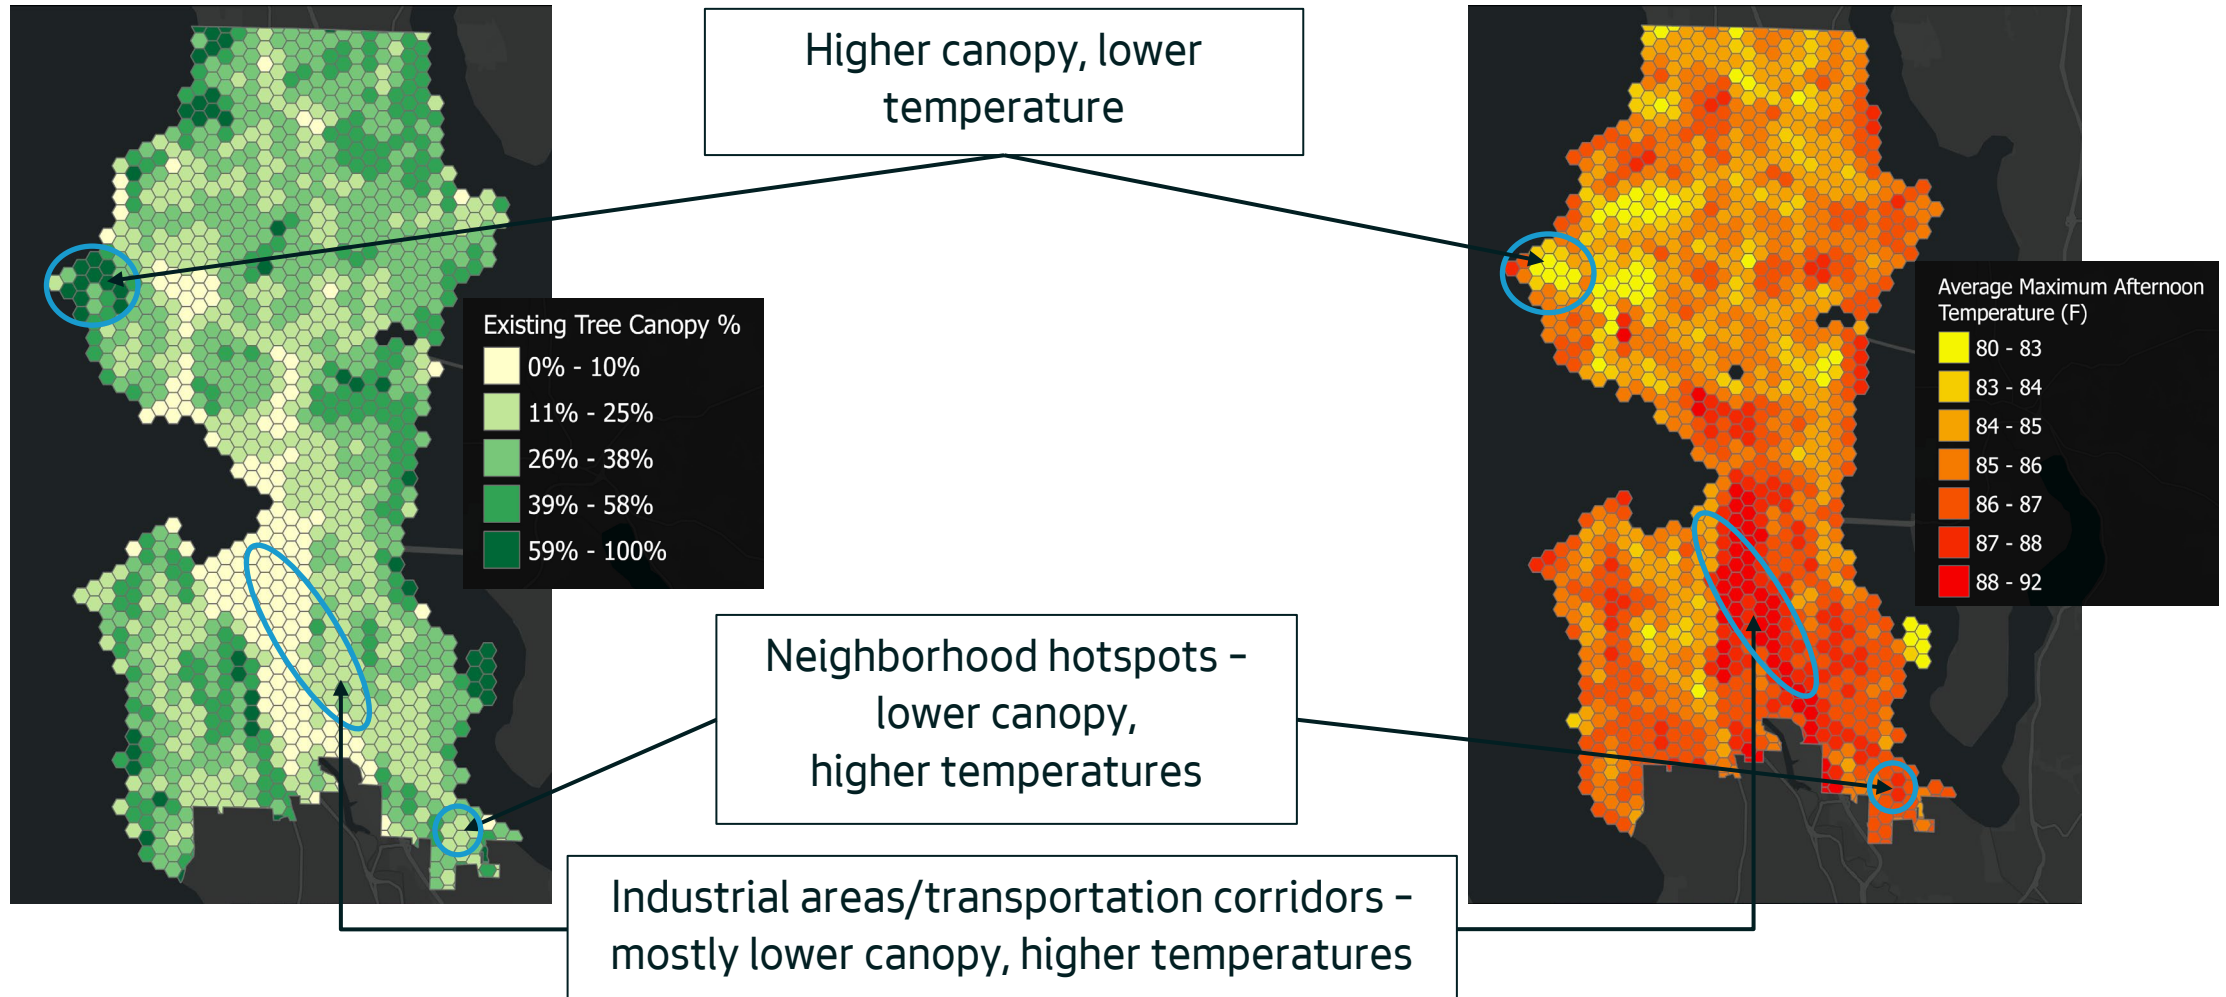 Higher canopy, lower
temperature
Existing Tree Canopy %
0% - 10%
11% - 25%
26% - 38%
39% - 58%
59% - 100%
Average Maximum Afternoon
Temperature (F)
80 - 83
83 - 84
84 - 85
85 - 86
86 - 87
87 - 88
88 - 92
Neighborhood hotspots –
lower canopy,
higher temperatures
Industrial areas/transportation corridors –
mostly lower canopy, higher temperatures